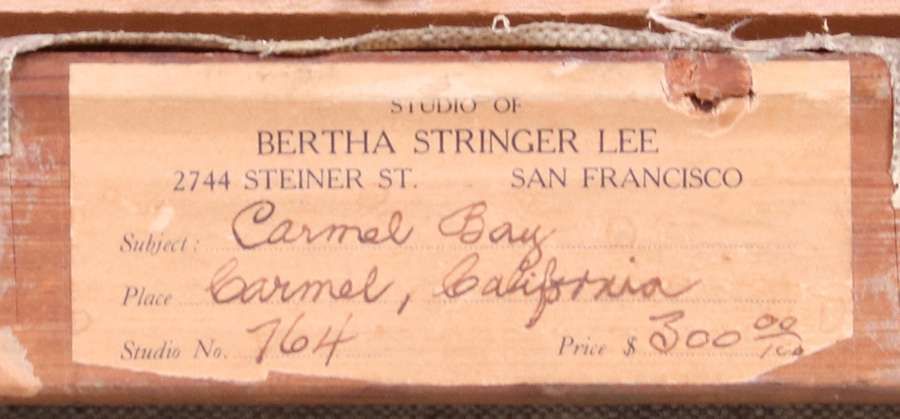 STUDIO OF
BERTHA STRINGER LEE
2744 STEINER ST. SAN FRANCISCO
Subject: Carmel Bay
Place Carmel, California
Studio No. 764 Price $ 300 00/100